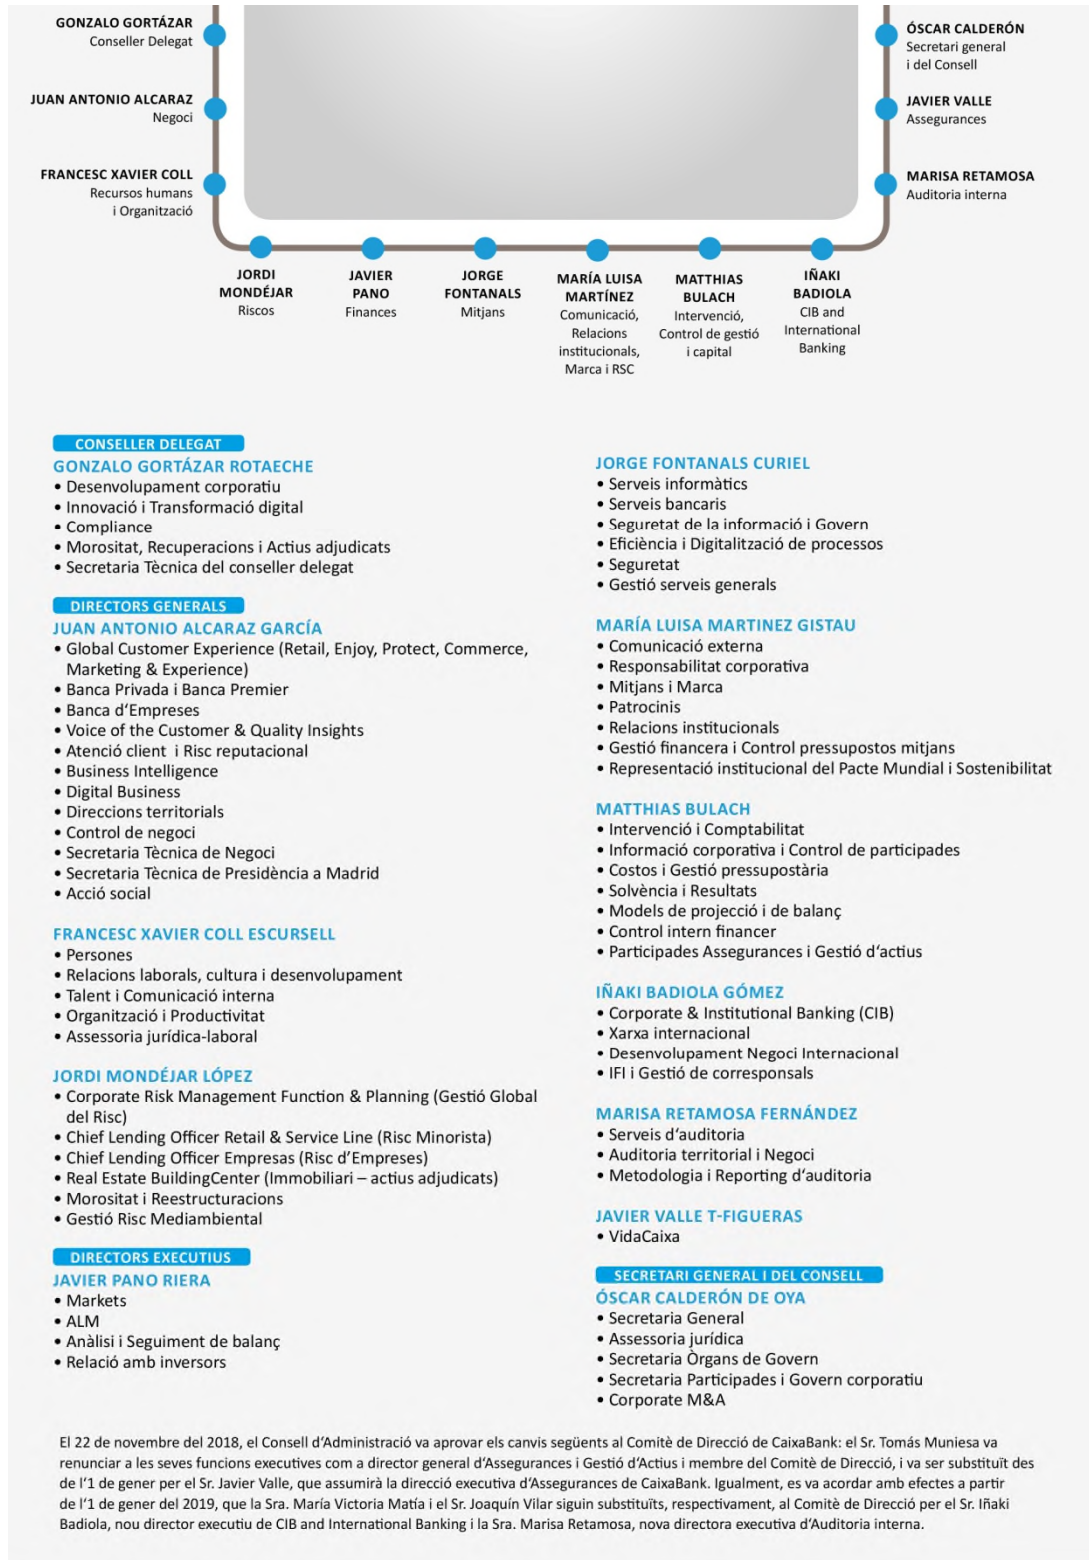 GONZALO GORTÁZAR
Conseller Delegat
JUAN ANTONIO ALCARAZ
Negoci
FRANCESC XAVIER COLL
Recursos humans
i Organització
ÓSCAR CALDERÓN
Secretari general
i del Consell
JAVIER VALLE
Assegurances
MARISA RETAMOSA
Auditoria interna
JORDI
MONDÉJAR
Riscos
JAVIER
PANO
Finances
JORGE
FONTANALS
Mitjans
MARÍA LUISA
MARTÍNEZ
Comunicació,
Relacions
institucionals,
Marca i RSC
MATTHIAS
BULACH
Intervenció,
Control de gestió
i capital
IÑAKI
BADIOLA
CIB and
International
Banking
CONSELLER DELEGAT
GONZALO GORTÁZAR ROTAECHE
• Desenvolupament corporatiu
• Innovació i Transformació digital
• Compliance
• Morositat, Recuperacions i Actius adjudicats
• Secretaria Tècnica del conseller delegat
DIRECTORS GENERALS
JUAN ANTONIO ALCARAZ GARCÍA
• Global Customer Experience (Retail, Enjoy, Protect, Commerce,
Marketing & Experience)
• Banca Privada i Banca Premier
• Banca d‘Empreses
• Voice of the Customer & Quality Insights
• Atenció client i Risc reputacional
• Business Intelligence
• Digital Business
• Direccions territorials
• Control de negoci
• Secretaria Tècnica de Negoci
• Secretaria Tècnica de Presidència a Madrid
• Acció social
FRANCESC XAVIER COLL ESCURSELL
• Persones
• Relacions laborals, cultura i desenvolupament
• Talent i Comunicació interna
• Organització i Productivitat
• Assessoria jurídica-laboral
JORDI MONDÉJAR LÓPEZ
• Corporate Risk Management Function & Planning (Gestió Global
del Risc)
• Chief Lending Officer Retail & Service Line (Risc Minorista)
• Chief Lending Officer Empresas (Risc d’Empreses)
• Real Estate BuildingCenter (Immobiliari – actius adjudicats)
• Morositat i Reestructuracions
• Gestió Risc Mediambiental
DIRECTORS EXECUTIUS
JAVIER PANO RIERA
• Markets
• ALM
• Anàlisi i Seguiment de balanç
• Relació amb inversors
JORGE FONTANALS CURIEL
• Serveis informàtics
• Serveis bancaris
• Seguretat de la informació i Govern
• Eficiència i Digitalització de processos
• Seguretat
• Gestió serveis generals
MARÍA LUISA MARTINEZ GISTAU
• Comunicació externa
• Responsabilitat corporativa
• Mitjans i Marca
• Patrocinis
• Relacions institucionals
• Gestió financera i Control pressupostos mitjans
• Representació institucional del Pacte Mundial i Sostenibilitat
MATTHIAS BULACH
• Intervenció i Comptabilitat
• Informació corporativa i Control de participades
• Costos i Gestió pressupostària
• Solvència i Resultats
• Models de projecció i de balanç
• Control intern financer
• Participades Assegurances i Gestió d‘actius
IÑAKI BADIOLA GÓMEZ
• Corporate & Institutional Banking (CIB)
• Xarxa internacional
• Desenvolupament Negoci Internacional
• IFI i Gestió de corresponsals
MARISA RETAMOSA FERNÁNDEZ
• Serveis d‘auditoria
• Auditoria territorial i Negoci
• Metodologia i Reporting d‘auditoria
JAVIER VALLE T-FIGUERAS
• VidaCaixa
SECRETARI GENERAL I DEL CONSELL
ÓSCAR CALDERÓN DE OYA
• Secretaria General
• Assessoria jurídica
• Secretaria Òrgans de Govern
• Secretaria Participades i Govern corporatiu
• Corporate M&A
El 22 de novembre del 2018, el Consell d‘Administració va aprovar els canvis següents al Comitè de Direcció de CaixaBank: el Sr. Tomás Muniesa va
renunciar a les seves funcions executives com a director general d‘Assegurances i Gestió d‘Actius i membre del Comitè de Direcció, i va ser substituït des
de l‘1 de gener per el Sr. Javier Valle, que assumirà la direcció executiva d‘Assegurances de CaixaBank. Igualment, es va acordar amb efectes a partir
de l‘1 de gener del 2019, que la Sra. María Victoria Matía i el Sr. Joaquín Vilar siguin substituïts, respectivament, al Comitè de Direcció per el Sr. Iñaki
Badiola, nou director executiu de CIB and International Banking i la Sra. Marisa Retamosa, nova directora executiva d‘Auditoria interna.